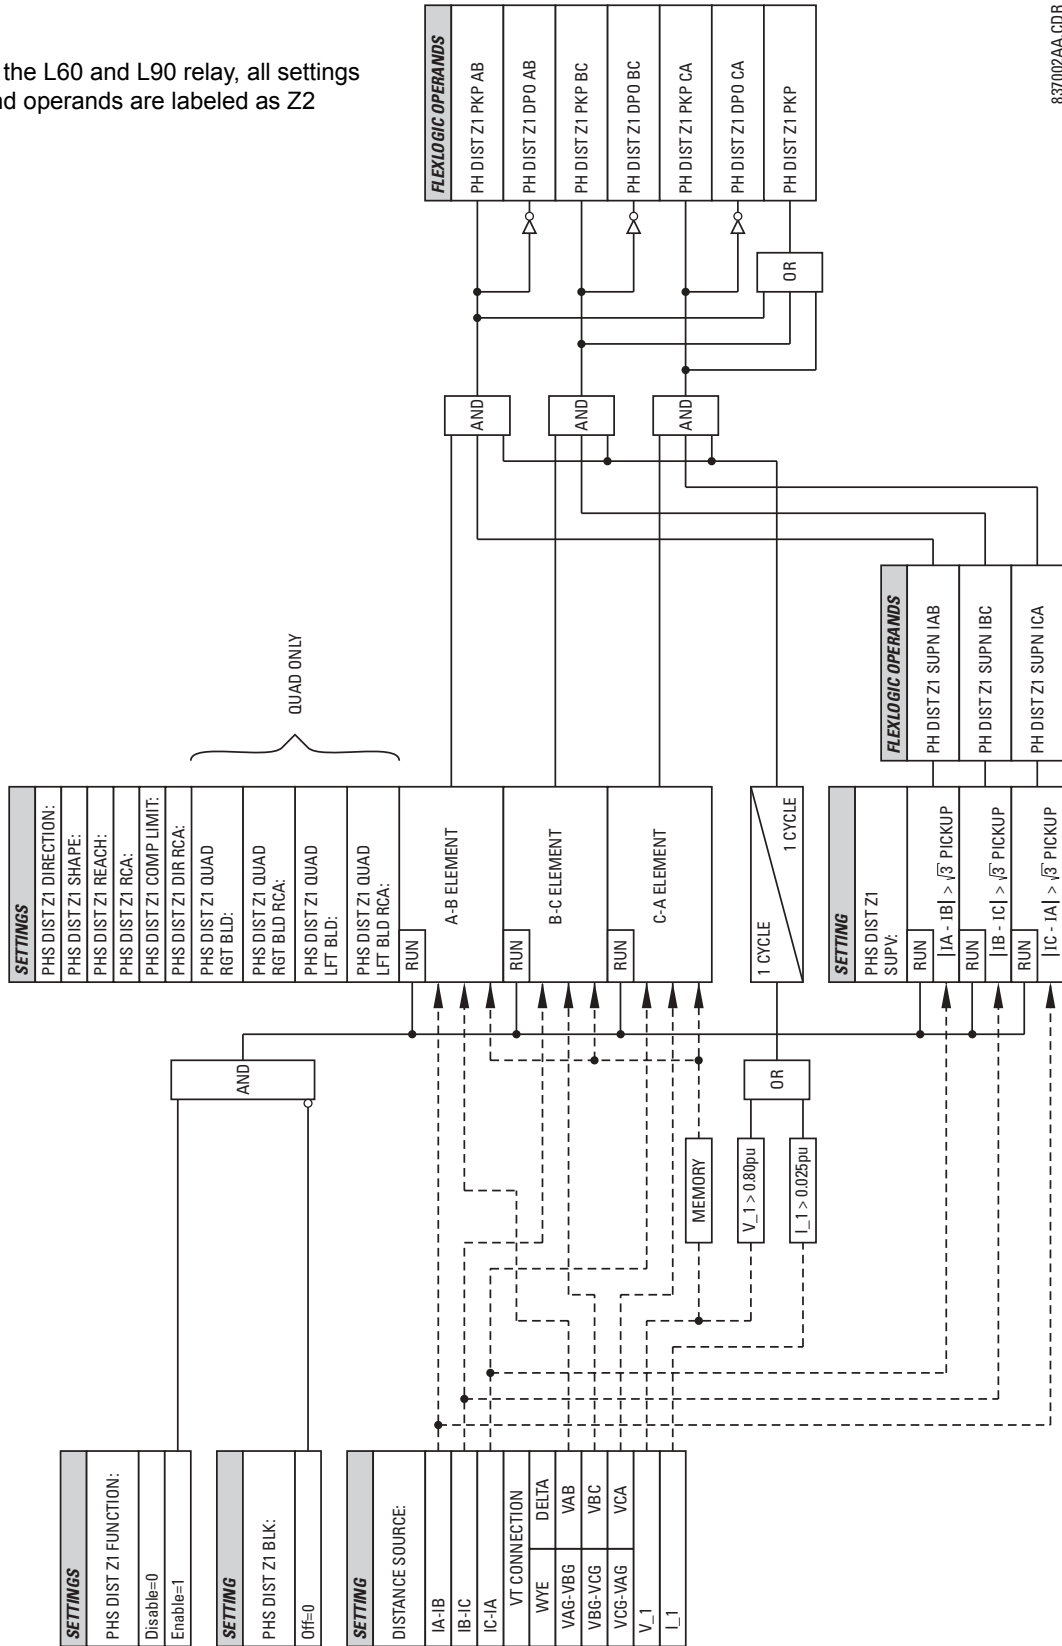 the L60 and L90 relay, all settings
nd operands are labeled as Z2
SETTINGS
PHS DIST Z1 FUNCTION:
Disable=0
Enable=1
SETTING
PHS DIST Z1 BLK:
Off=0
SETTING
DISTANCE SOURCE:
IA-IB
IB-IC
IC-IA
VT CONNECTION
WYE DELTA
VAG-VBG VAB
VBG-VCG VBC
VCG-VAG VCA
V_1
I_1
AND
MEMORY
V_1 > 0.80pu
I_1 > 0.025pu
OR
SETTINGS
PHS DIST Z1 DIRECTION:
PHS DIST Z1 SHAPE:
PHS DIST Z1 REACH:
PHS DIST Z1 RCA:
PHS DIST Z1 COMP LIMIT:
PHS DIST Z1 DIR RCA:
PHS DIST Z1 QUAD
RGT BLD:
PHS DIST Z1 QUAD
RGT BLD RCA:
PHS DIST Z1 QUAD
LFT BLD:
PHS DIST Z1 QUAD
LFT BLD RCA:
RUN
A-B ELEMENT
RUN
B-C ELEMENT
RUN
C-A ELEMENT
QUAD ONLY
1 CYCLE
1 CYCLE
SETTING
PHS DIST Z1
SUPV:
RUN
|IA - IB| > √3 PICKUP
RUN
|IB - IC| > √3 PICKUP
RUN
|IC - IA| > √3 PICKUP
FLEXLOGIC OPERANDS
PH DIST Z1 SUPN IAB
PH DIST Z1 SUPN IBC
PH DIST Z1 SUPN ICA
AND
AND
AND
OR
FLEXLOGIC OPERANDS
PH DIST Z1 PKP AB
PH DIST Z1 DPO AB
PH DIST Z1 PKP BC
PH DIST Z1 DPO BC
PH DIST Z1 PKP CA
PH DIST Z1 DPO CA
PH DIST Z1 PKP
837002AA.CDR